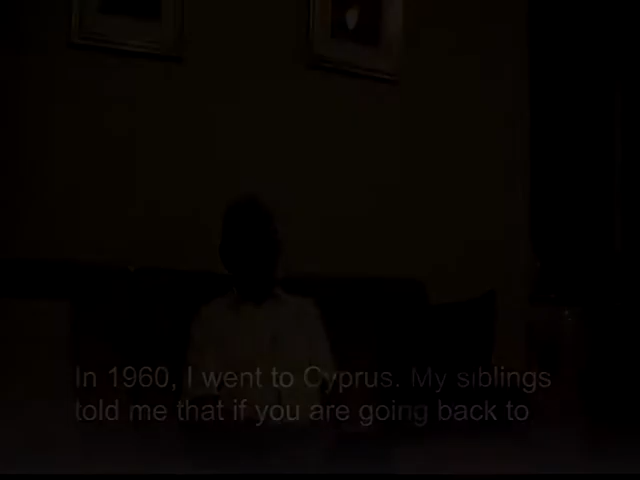 In 1960, I went to Cyprus. My siblings
told me that if you are going back to